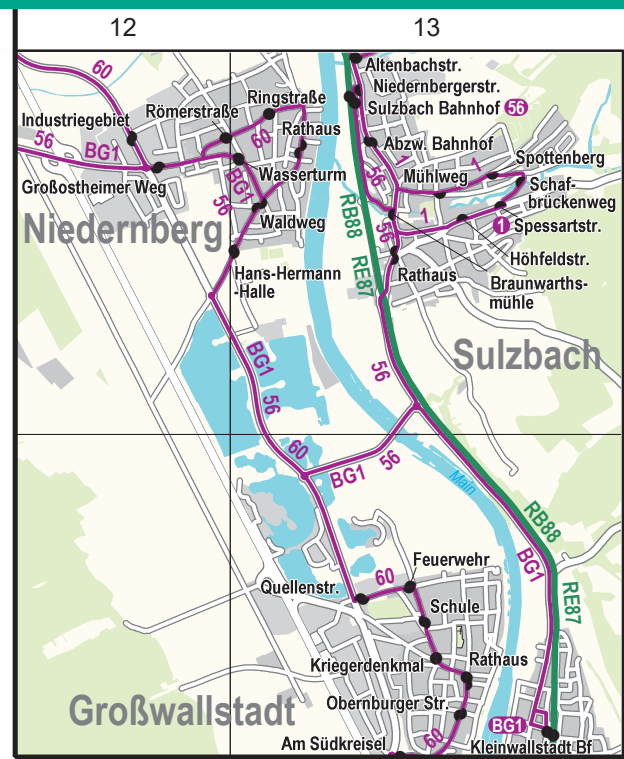 12
13
60
Altenbachstr.
Niedernbergerstr.
Sulzbach Bahnhof 56
Ringstraße
Römerstraße
Industriegebiet
60
Rathaus
56
BG1
Abzw. Bahnhof
1
1
Spottenberg
56
Mühlweg
Großostheimer Weg
BG1
Wasserturm
Schaf-
brückenweg
56
Waldweg
RB88
56
1
1
Spessartstr.
Niedernberg
Höhfeldstr.
Hans-Hermann
-Halle
RE87
Rathaus
Braunwarths-
mühle
BG1
56
Sulzbach
56
60
BG1
56
Main
RB88
BG1
Feuerwehr
Quellenstr.
60
RE87
Schule
Kriegerdenkmal
Rathaus
Großwallstadt
Obernburger Str.
BG1
60
Am Südkreisel
Kleinwallstadt Bf